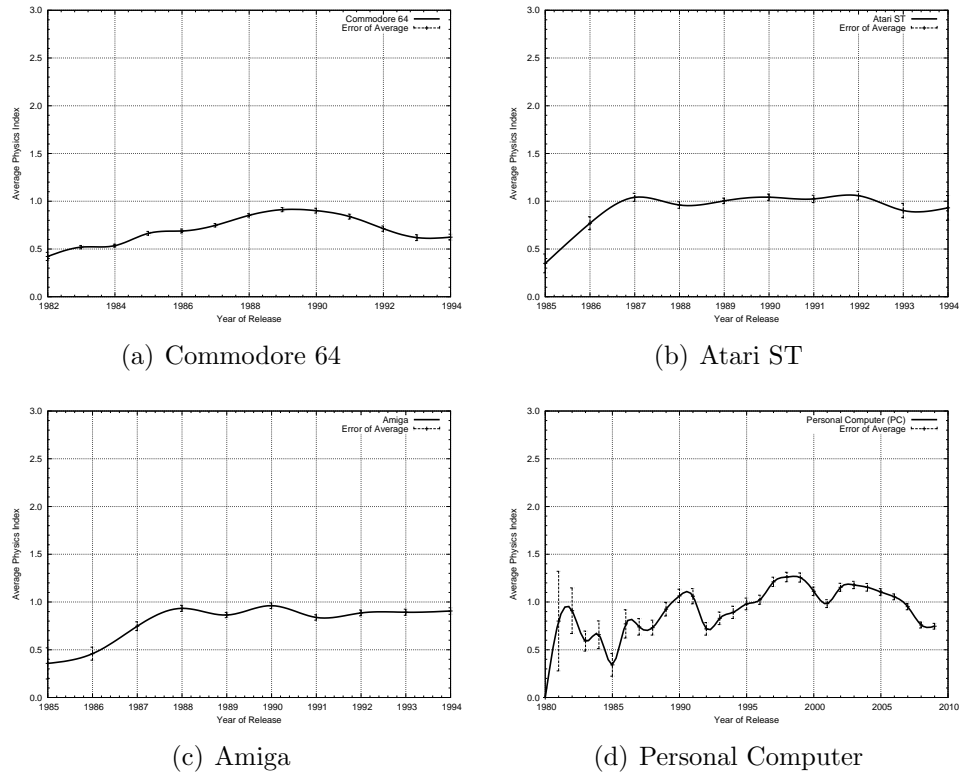 Commodore 64
Error of Average
Average Physics Index
3.0
2.5
2.0
1.5
1.0
0.5
0.0
1982 1984 1986 1988 1990 1992 1994
Year of Release
(a) Commodore 64
Atari ST
Error of Average
Average Physics Index
3.0
2.5
2.0
1.5
1.0
0.5
0.0
1985 1986 1987 1988 1989 1990 1991 1992 1993 1994
Year of Release
(b) Atari ST
Amiga
Error of Average
Average Physics Index
3.0
2.5
2.0
1.5
1.0
0.5
0.0
1985 1986 1987 1988 1989 1990 1991 1992 1993 1994
Year of Release
(c) Amiga
Personal Computer (PC)
Error of Average
Average Physics Index
3.0
2.5
2.0
1.5
1.0
0.5
0.0
1980 1985 1990 1995 2000 2005 2010
Year of Release
(d) Personal Computer